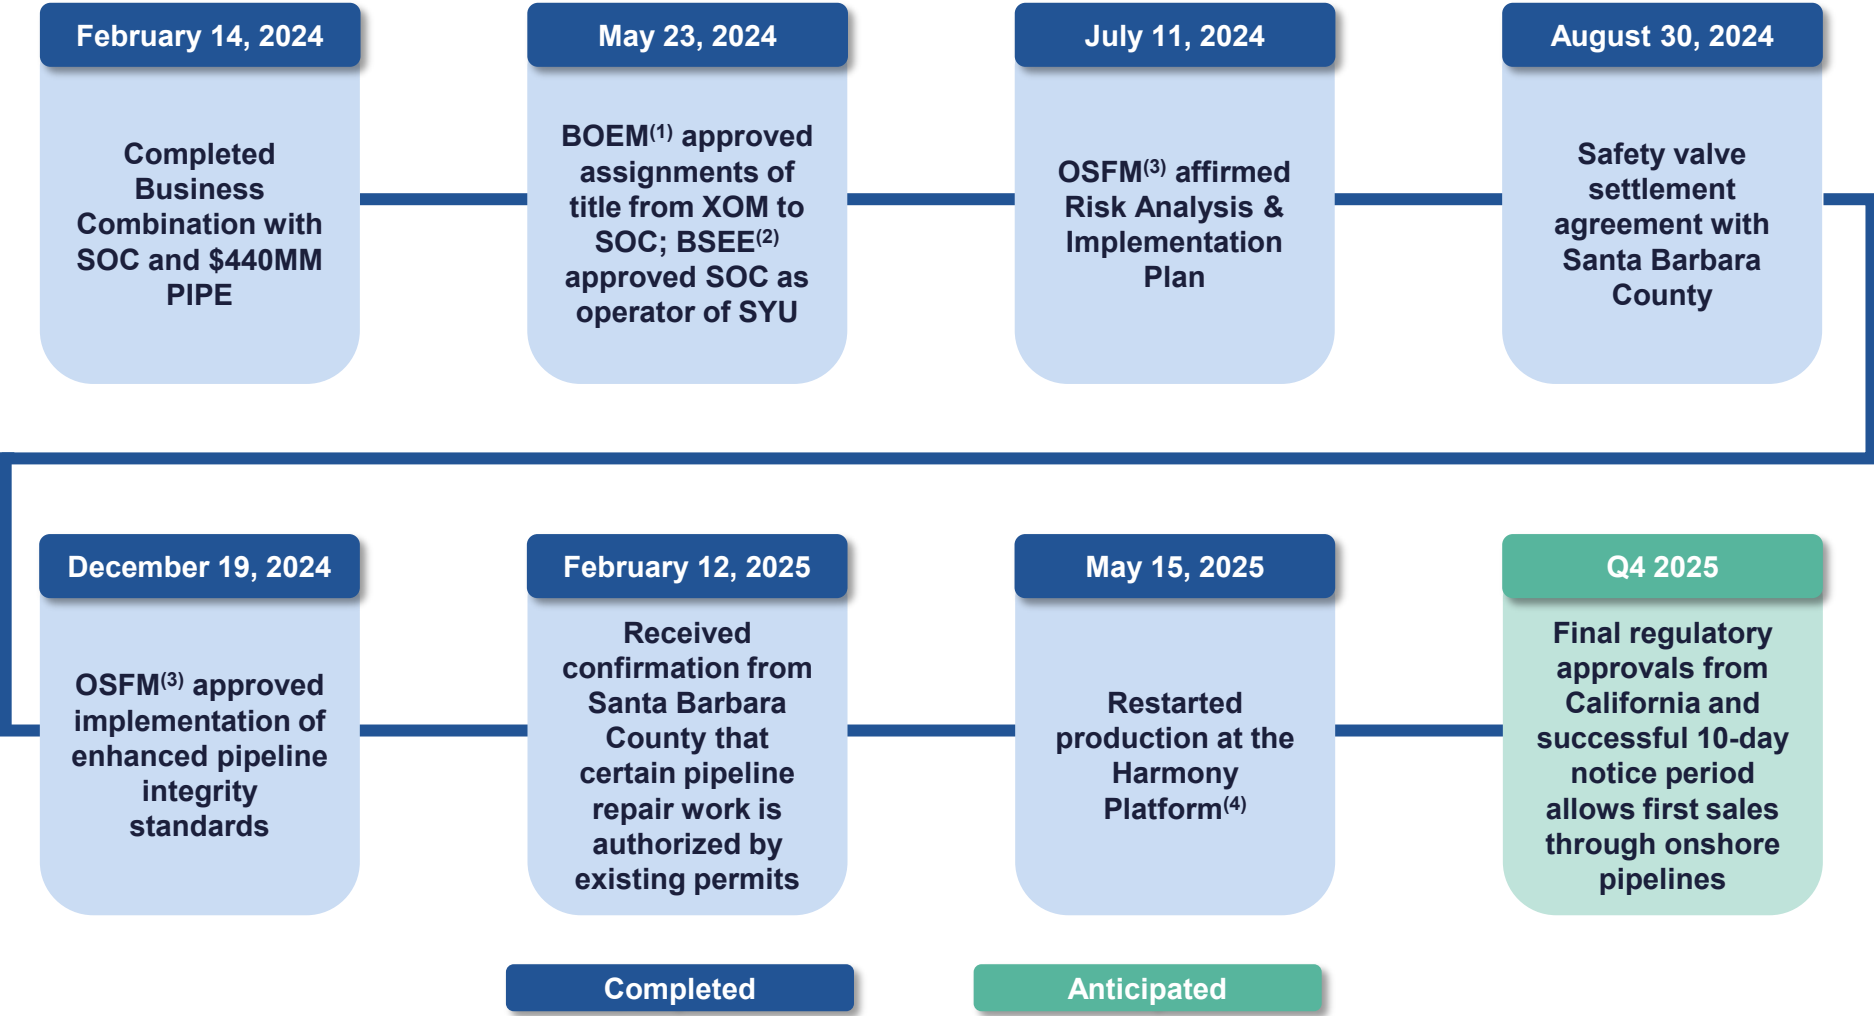 February 14, 2024
Completed
Business
Combination with
SOC and $440MM
PIPE
May 23, 2024
BOEM(1) approved
assignments of
title from XOM to
SOC; BSEE(2)
approved SOC as
operator of SYU
July 11, 2024
OSFM(3) affirmed
Risk Analysis &
Implementation
Plan
August 30, 2024
Safety valve
settlement
agreement with
Santa Barbara
County
December 19, 2024
OSFM(3) approved
implementation of
enhanced pipeline
integrity
standards
February 12, 2025
Received
confirmation from
Santa Barbara
County that
certain pipeline
repair work is
authorized by
existing permits
May 15, 2025
Restarted
production at the
Harmony
Platform(4)
Q4 2025
Final regulatory
approvals from
California and
successful 10-day
notice period
allows first sales
through onshore
pipelines
Completed
Anticipated